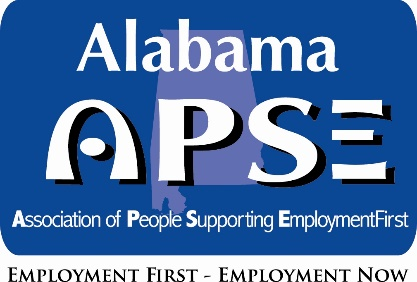 Alabama
APSE
Association of People Supporting EmploymentFirst
EMPLOYMENT FIRST - EMPLOYMENT NOW